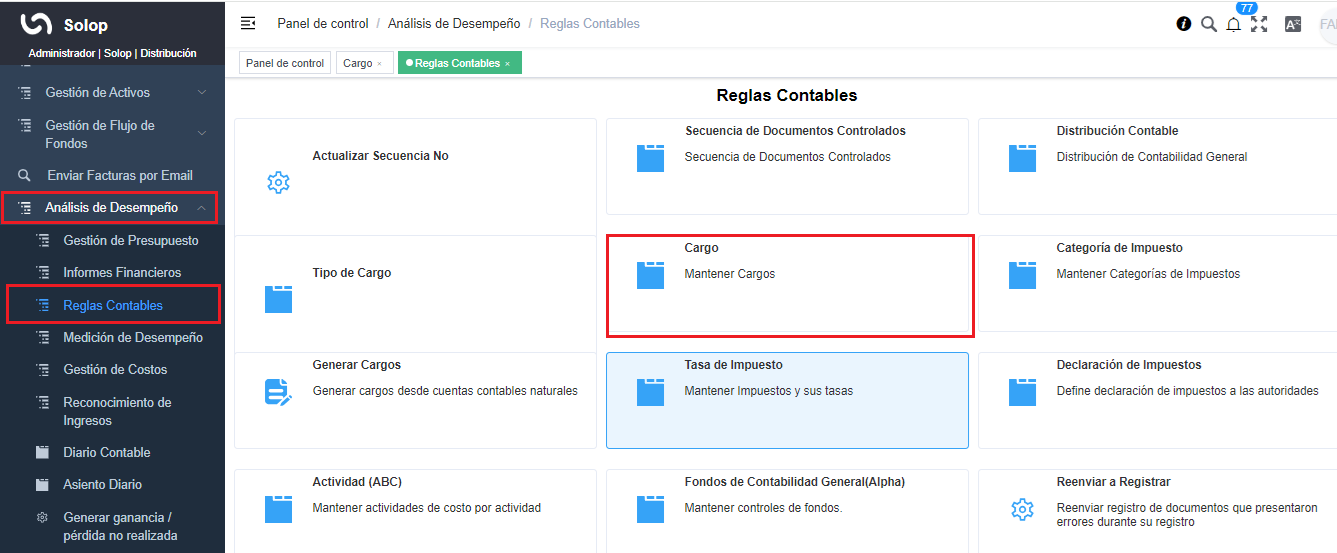 Solop
Administrador | Solop | Distribución
Gestión de Activos
Gestión de Flujo de
Fondos
Enviar Facturas por Email
Análisis de Desempeño
Gestión de Presupuesto
Informes Financieros
Reglas Contables
Medición de Desempeño
Gestión de Costos
Reconocimiento de
Ingresos
Diario Contable
Asiento Diario
Generar ganancia /
pérdida no realizada
Panel de control / Análisis de Desempeño / Reglas Contables
77
FA
Panel de control
Cargo ×
Reglas Contables ×
Reglas Contables
Actualizar Secuencia No
Secuencia de Documentos Controlados
Secuencia de Documentos Controlados
Distribución Contable
Distribución de Contabilidad General
Tipo de Cargo
Cargo
Mantener Cargos
Categoría de Impuesto
Mantener Categorías de Impuestos
Generar Cargos
Generar cargos desde cuentas contables naturales
Tasa de Impuesto
Mantener Impuestos y sus tasas
Declaración de Impuestos
Define declaración de impuestos a las autoridades
Actividad (ABC)
Mantener actividades de costo por actividad
Fondos de Contabilidad General(Alpha)
Mantener controles de fondos.
Reenviar a Registrar
Reenviar registro de documentos que presentaron
errores durante su registro